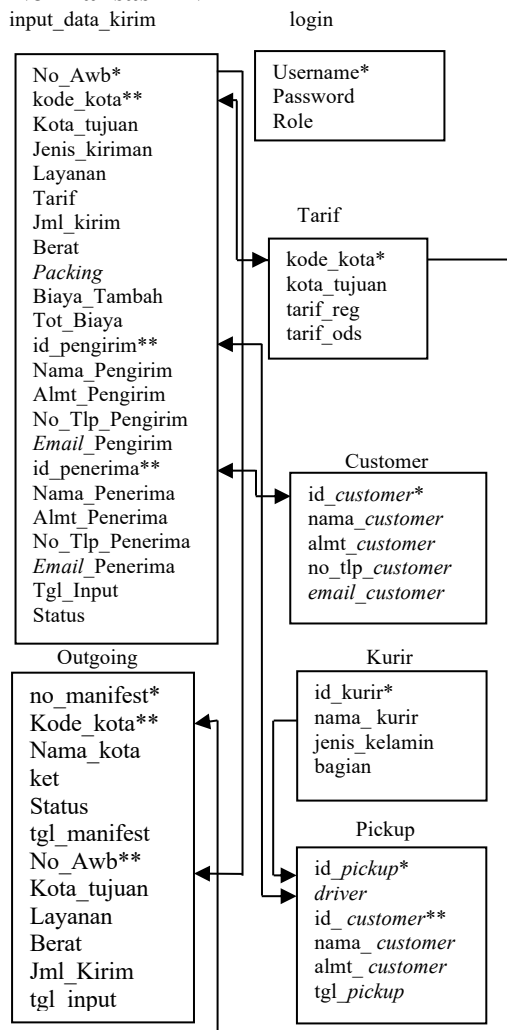 input_data_kirim
No_Awb*
kode_kota**
Kota_tujuan
Jenis_kiriman
Layanan
Tarif
Jml_kirim
Berat
Packing
Biaya_Tambah
Tot_Biaya
id_pengirim**
Nama_Pengirim
Almt_Pengirim
No_Tlp_Pengirim
Email_Pengirim
id_penerima**
Nama_Penerima
Almt_Penerima
No_Tlp_Penerima
Email_Penerima
Tgl_Input
Status
login
Username*
Password
Role
Tarif
kode_kota*
kota_tujuan
tarif_reg
tarif_ods
Customer
id_customer*
nama_customer
almt_customer
no_tlp_customer
email_customer
Outgoing
no_manifest*
Kode_kota**
Nama_kota
ket
Status
tgl_manifest
No_Awb**
Kota_tujuan
Layanan
Berat
Jml_Kirim
tgl_input
Kurir
id_kurir*
nama_ kurir
jenis_kelamin
bagian
Pickup
id_pickup*
driver
id_ customer**
nama_ customer
almt_ customer
tgl_pickup